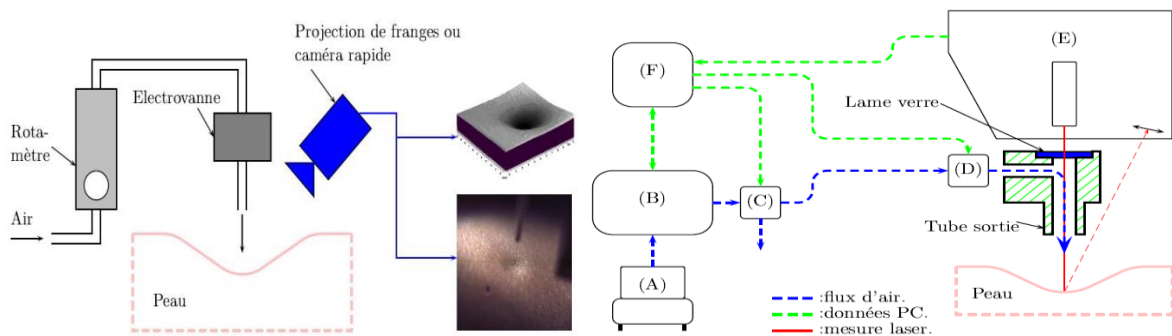 Projection de franges ou
caméra rapide
Electrovanne
Rota-
mètre
Air
Peau
(F)
(B)
(A)
(C)
(D)
(E)
Lame verre
Tube sortie
Peau
:flux d'air.
:données PC.
:mesure laser.